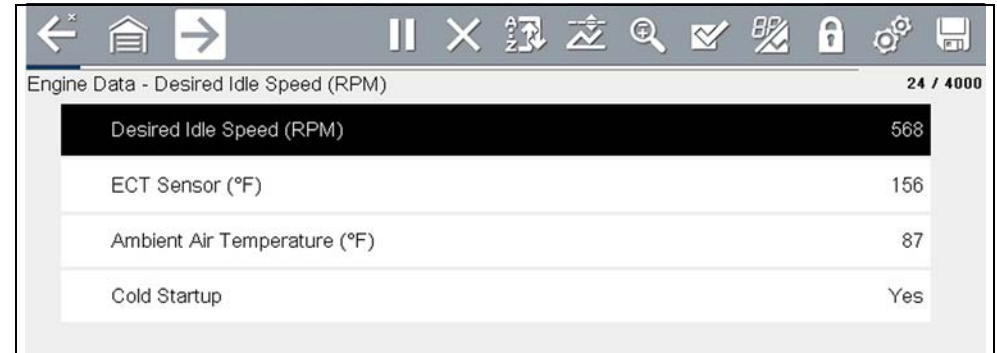 Engine Data - Desired Idle Speed (RPM) 24 / 4000
Desired Idle Speed (RPM) 568
ECT Sensor (°F) 156
Ambient Air Temperature (°F) 87
Cold Startup Yes